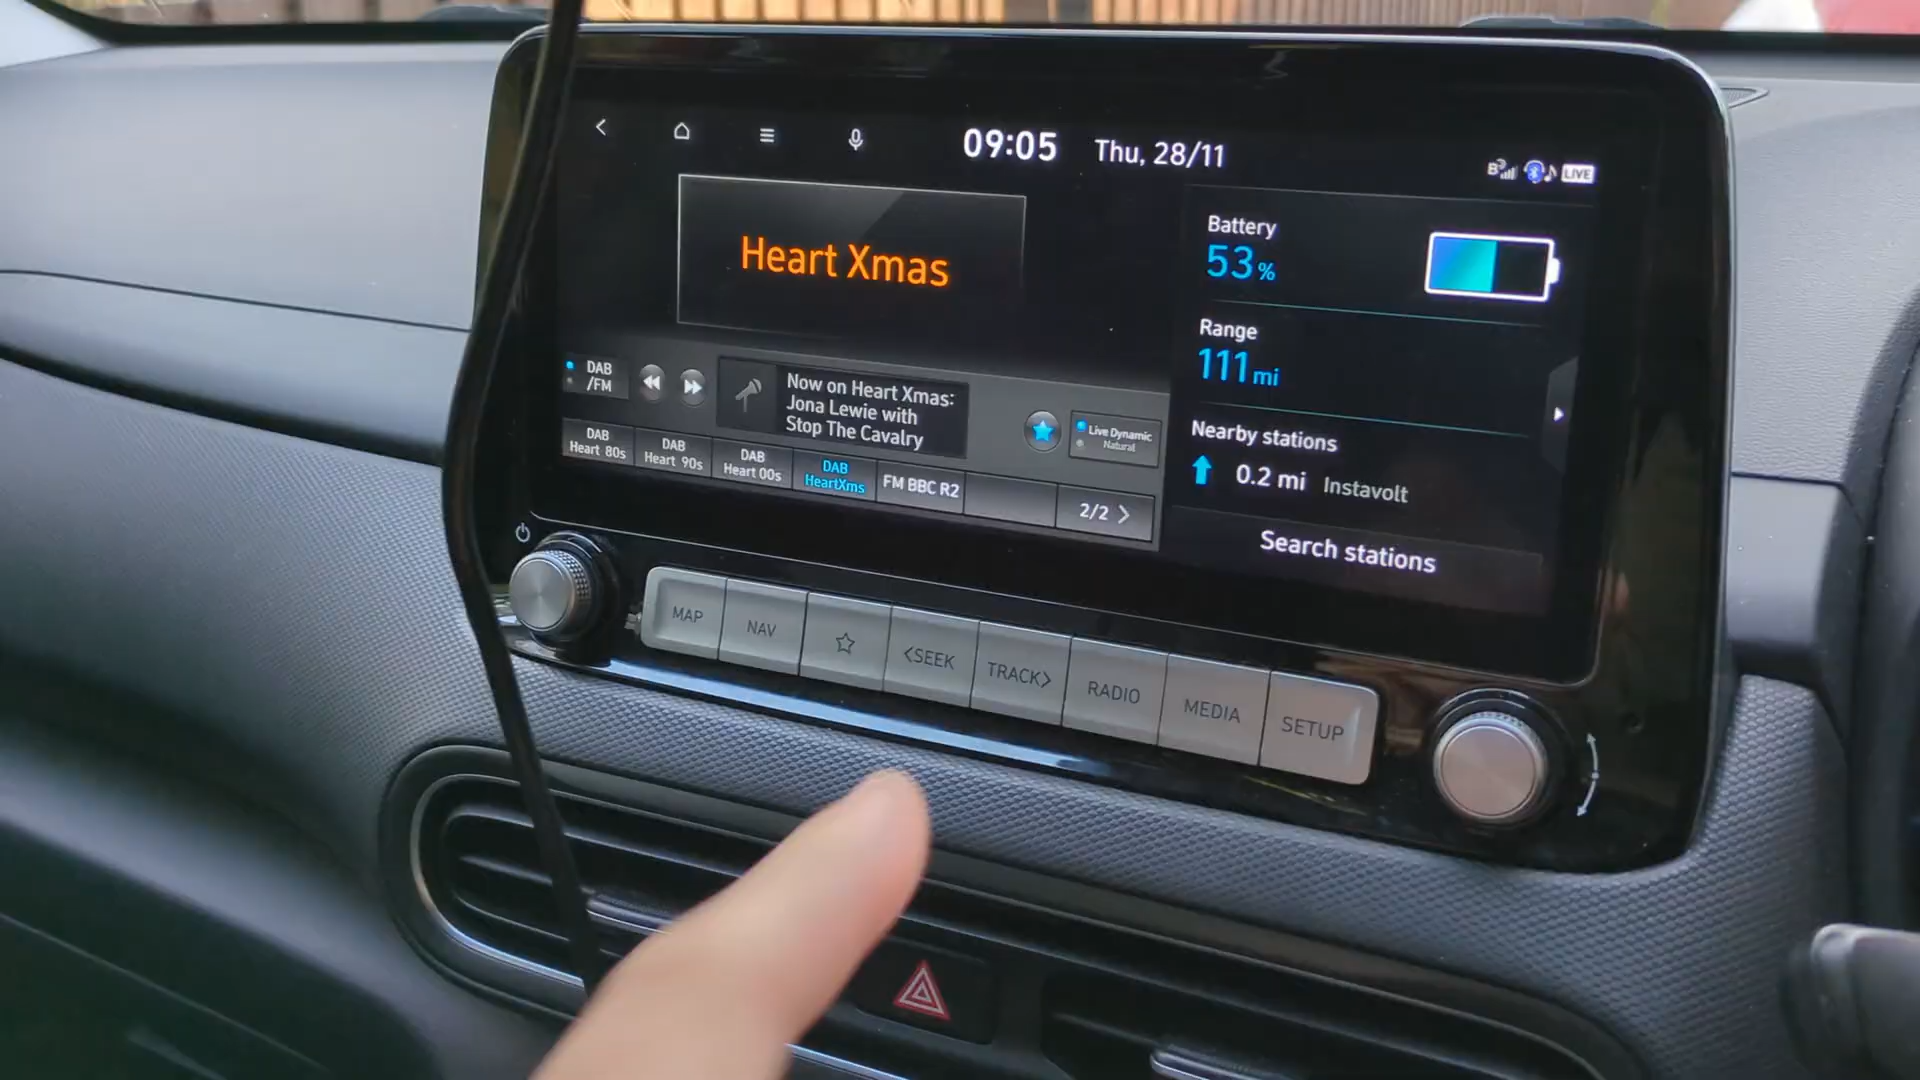 09:05 Thu, 28/11
LIVE
Heart Xmas
DAB
/FM
Now on Heart Xmas:
Jona Lewie with
Stop The Cavalry
Live Dynamic
Natural
DAB
Heart 80s
DAB
Heart 90s
DAB
Heart 00s
DAB
HeartXms
FM BBC R2
2/2
Battery
53%
Range
111 mi
Nearby stations
0.2 mi Instavolt
Search stations
MAP
NAV
<SEEK
TRACK>
RADIO
MEDIA
SETUP